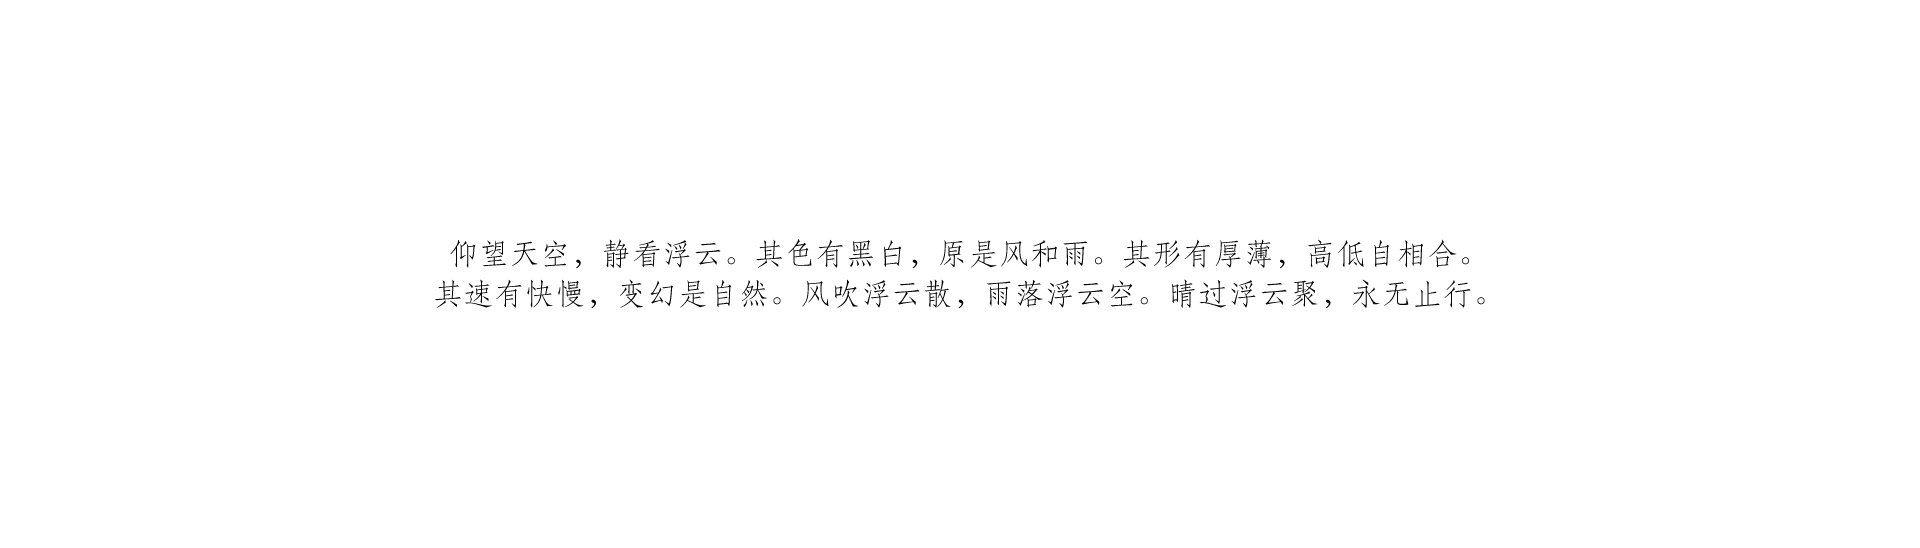 仰望天空，静看浮云。其色有黑白，原是风和雨。其形有厚薄，高低自相合。
其速有快慢，变幻是自然。风吹浮云散，雨落浮云空。晴过浮云聚，永无止行。